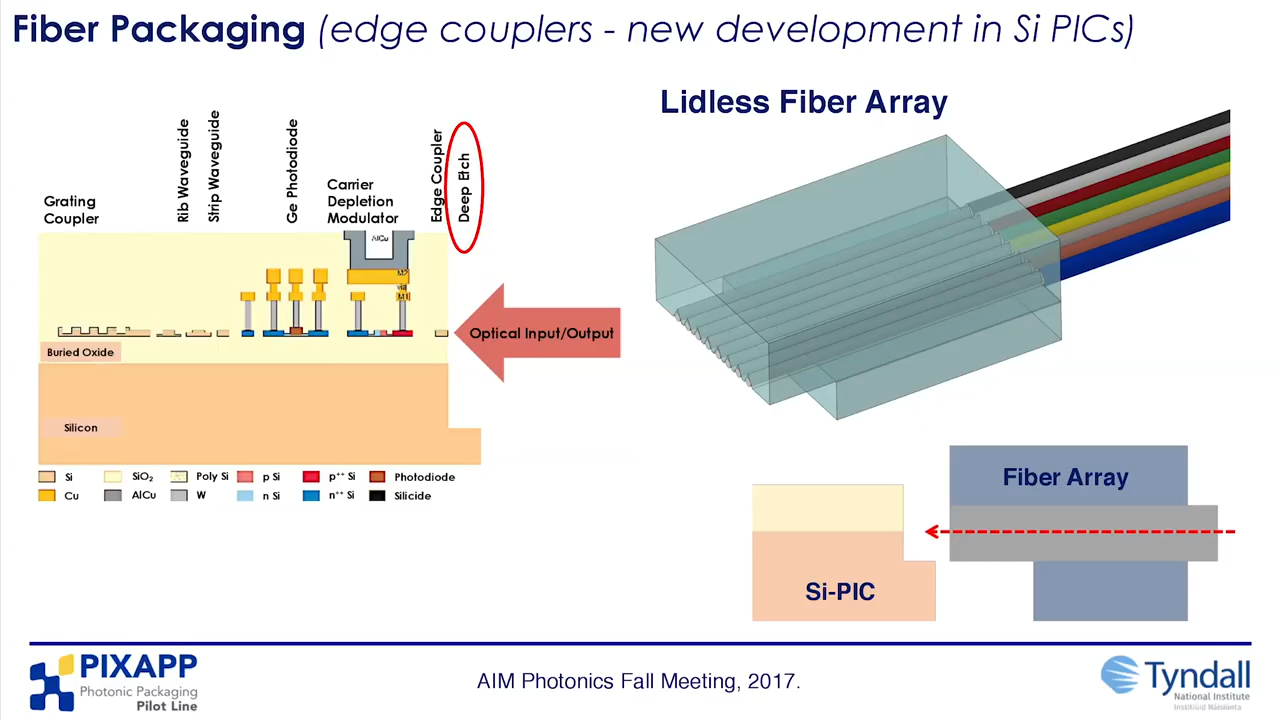 Fiber Packaging (edge couplers - new development in Si PICs)
Lidless Fiber Array
Grating
Coupler
Rib Waveguide
Strip Waveguide
Ge Photodiode
Carrier
Depletion
Modulator
Edge Coupler
Deep Etch
AlCu
M2
via
M1
Optical Input/Output
Buried Oxide
Silicon
Si
SiO₂
Poly Si
p Si
p⁺⁺ Si
Photodiode
Cu
AlCu
W
n Si
n⁺⁺ Si
Silicide
Fiber Array
Si-PIC
PIXAPP
Photonic Packaging
Pilot Line
AIM Photonics Fall Meeting, 2017.
Tyndall
National Institute
Institiúid Náisiúnta